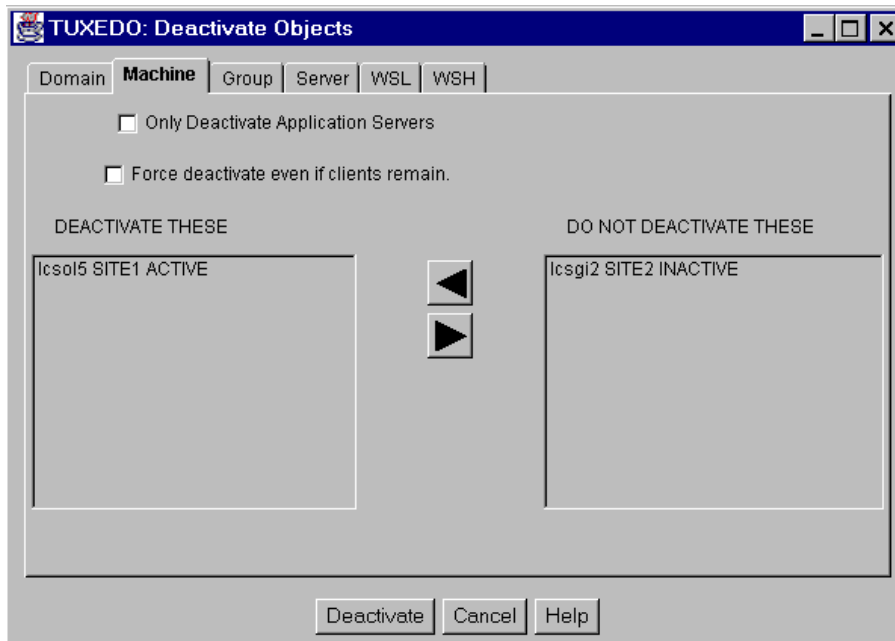 TUXEDO: Deactivate Objects
Domain Machine Group Server WSL WSH
Only Deactivate Application Servers
Force deactivate even if clients remain.
DEACTIVATE THESE DO NOT DEACTIVATE THESE
lcsol5 SITE1 ACTIVE lcsgi2 SITE2 INACTIVE
Deactivate Cancel Help